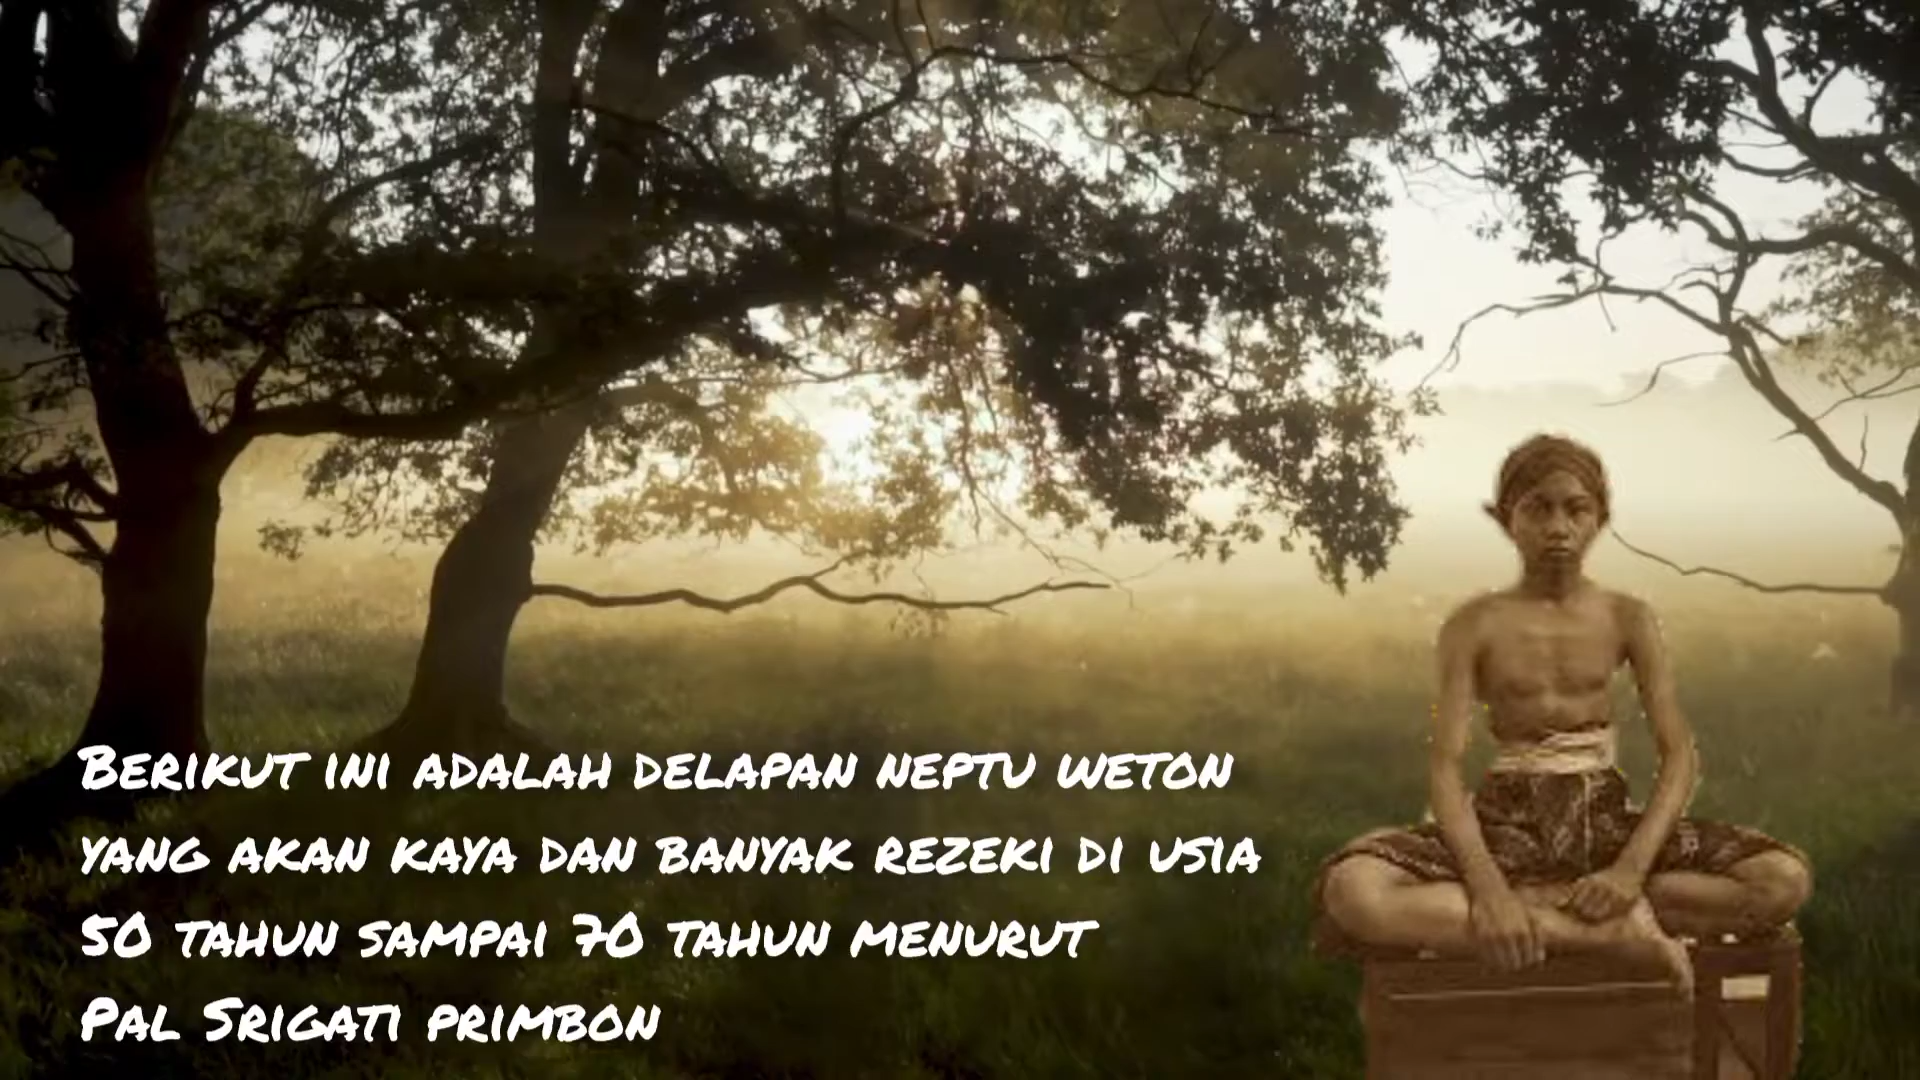 Berikut ini adalah delapan neptu weton
yang akan kaya dan banyak rezeki di usia
50 tahun sampai 70 tahun menurut
Pal Srigati primbon